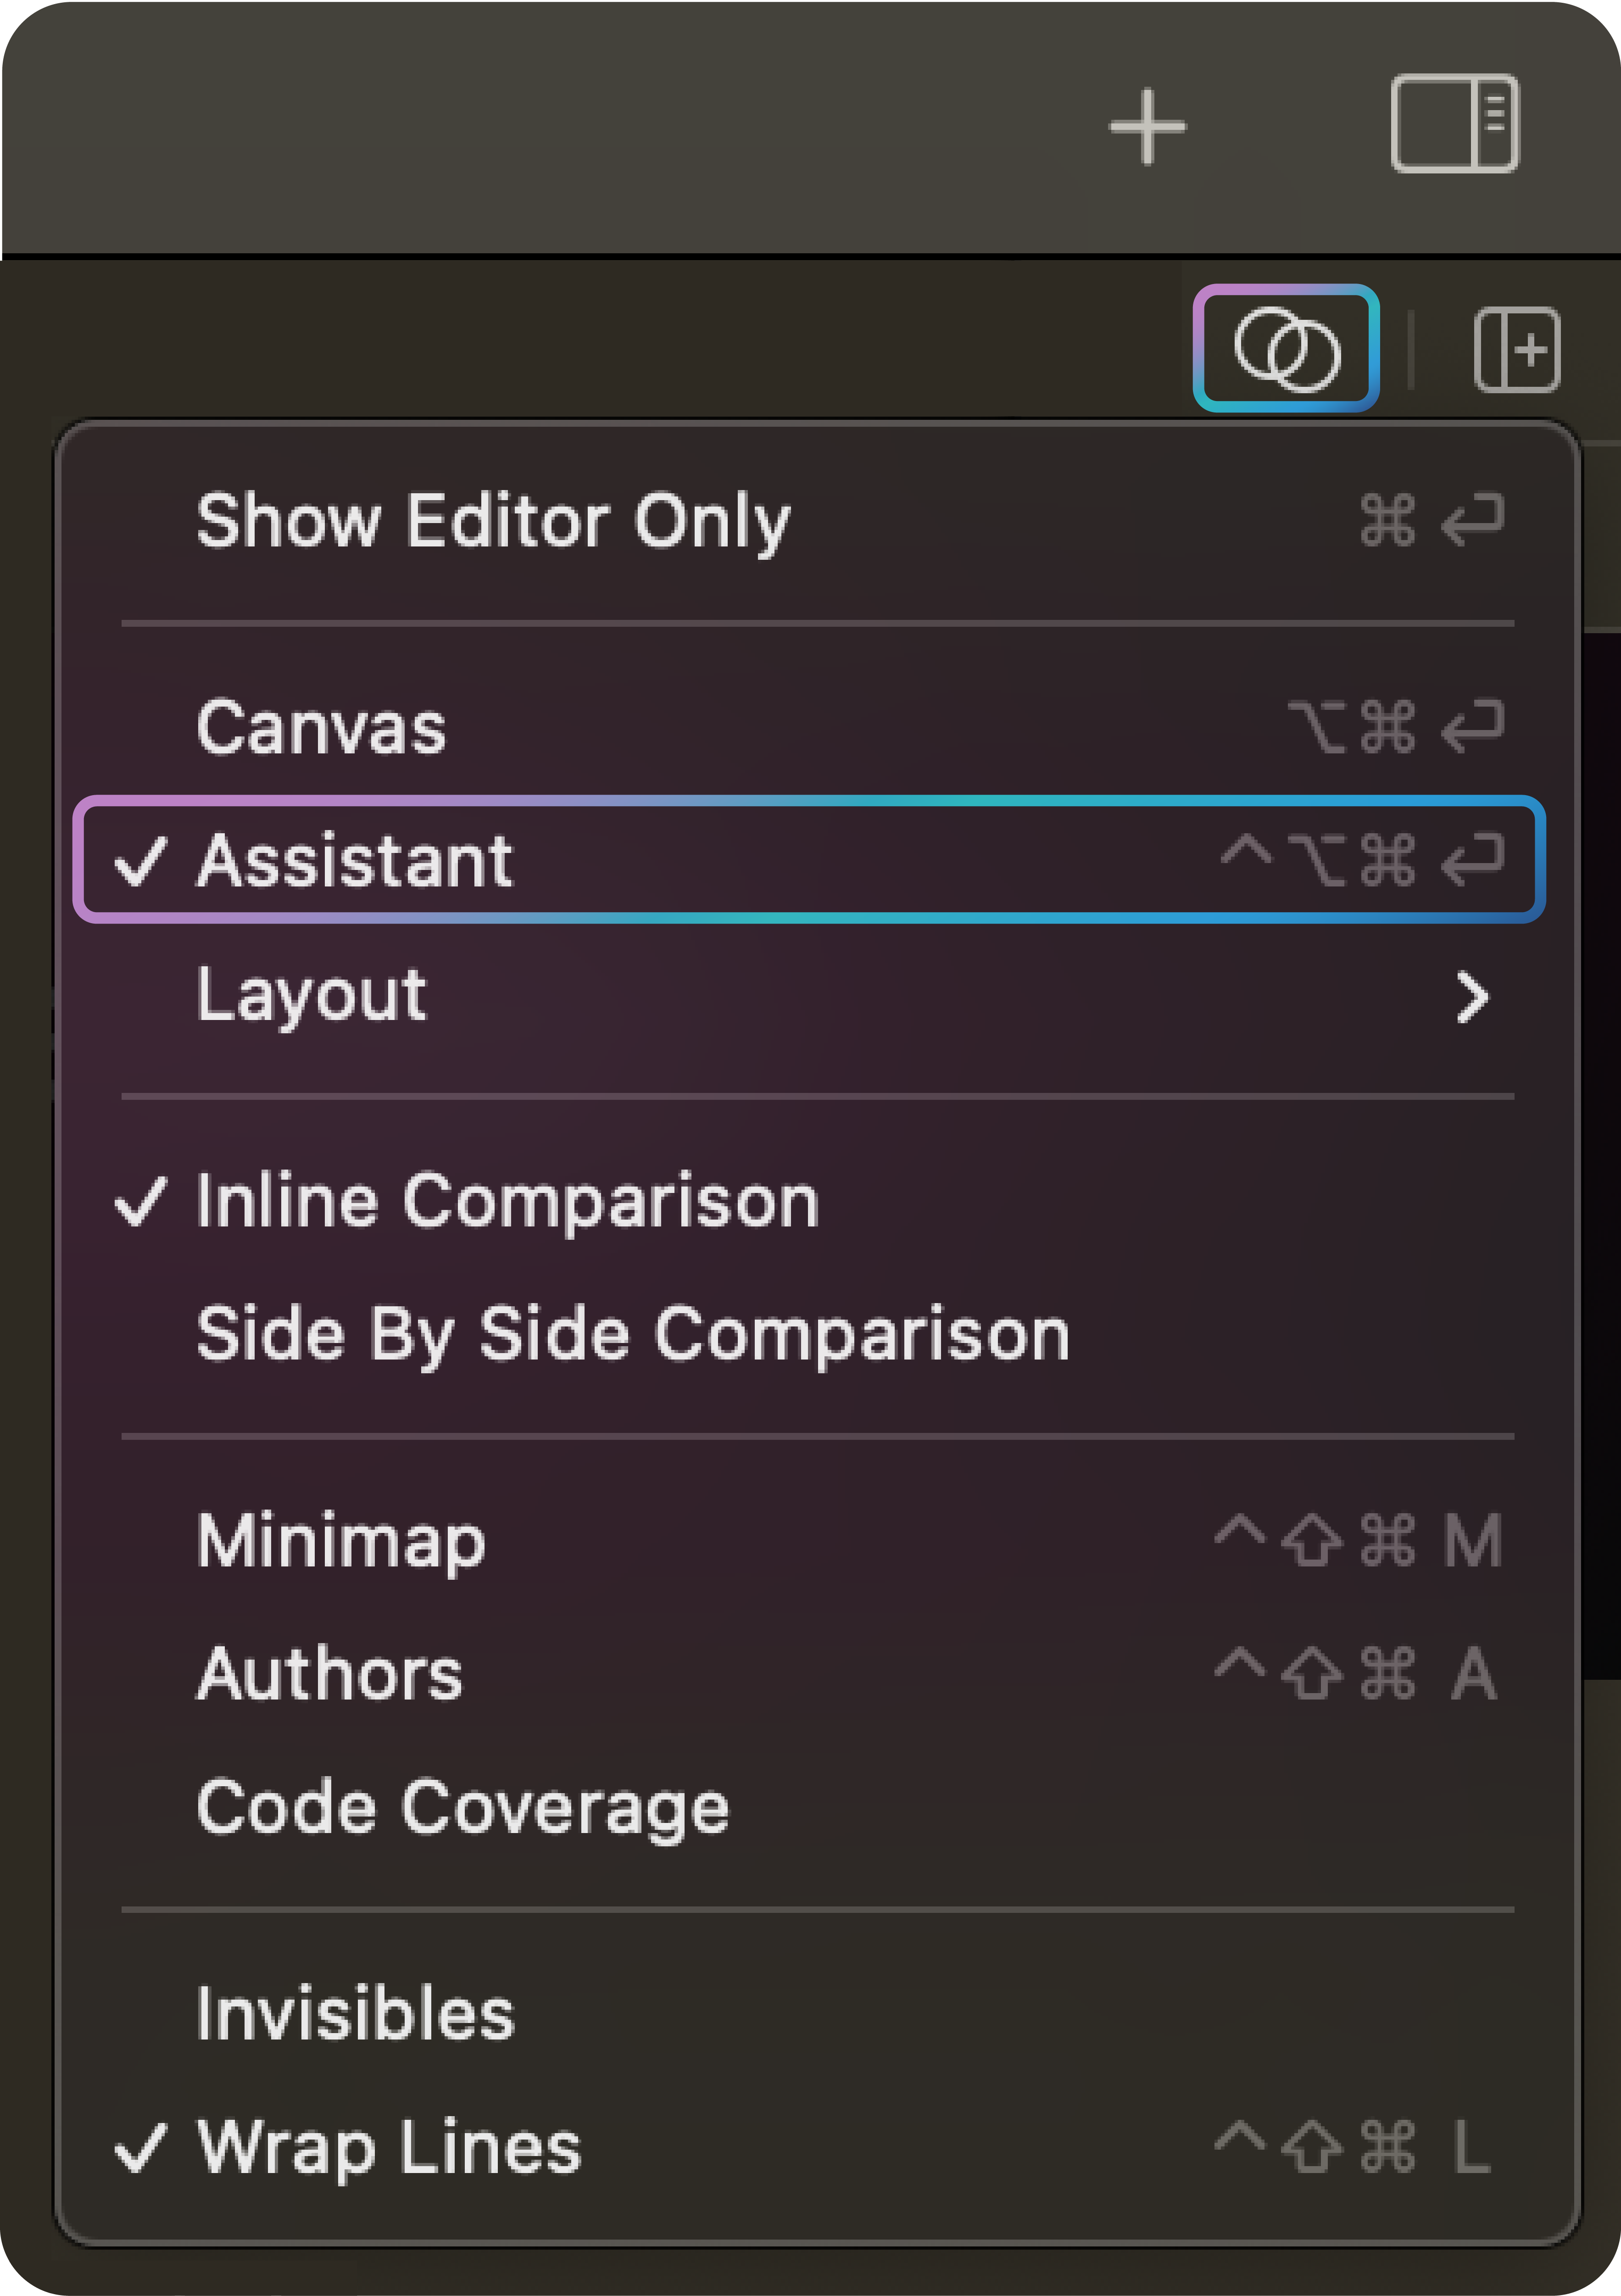 Show Editor Only ⌘ ↩
Canvas ⌥⌘ ↩
✓ Assistant ^⌥⌘ ↩
Layout >
✓ Inline Comparison
Side By Side Comparison
Minimap ^⇧⌘ M
Authors ^⇧⌘ A
Code Coverage
Invisibles
✓ Wrap Lines ^⇧⌘ L